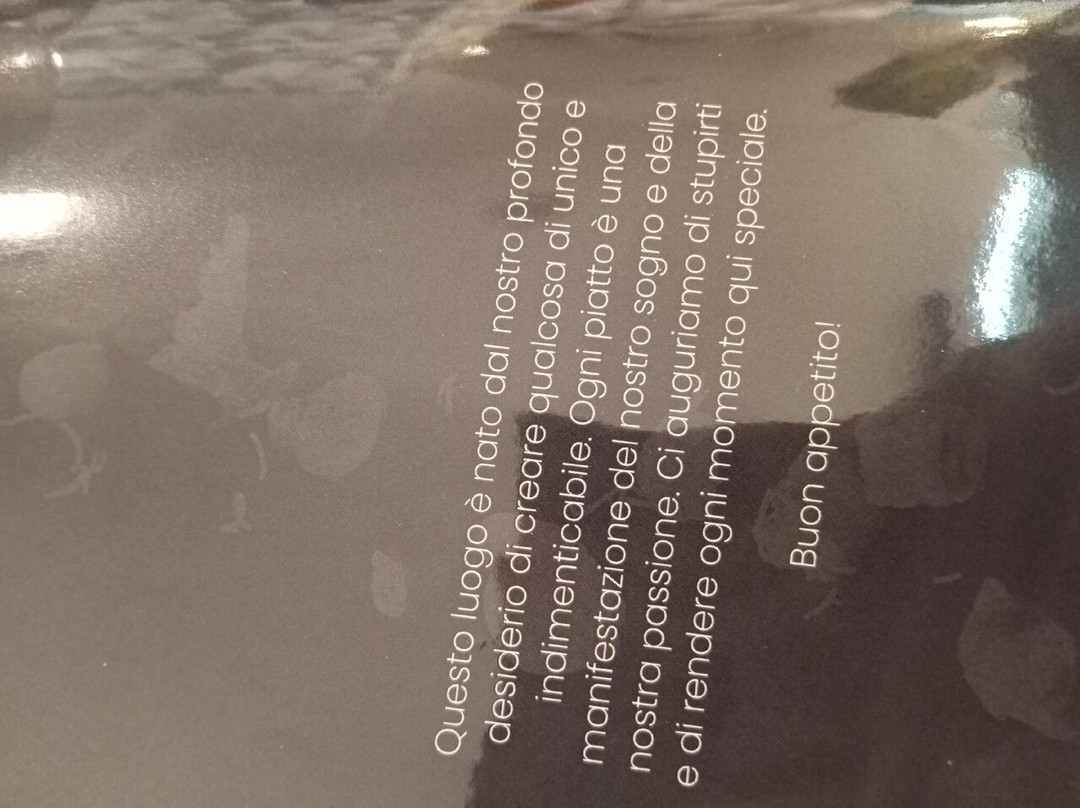 Questo luogo è nato dal nostro profondo
desiderio di creare qualcosa di unico e
indimenticabile. Ogni piatto è una
manifestazione del nostro sogno e della
nostra passione. Ci auguriamo di stupirti
e di rendere ogni momento qui speciale.
Buon appetito!